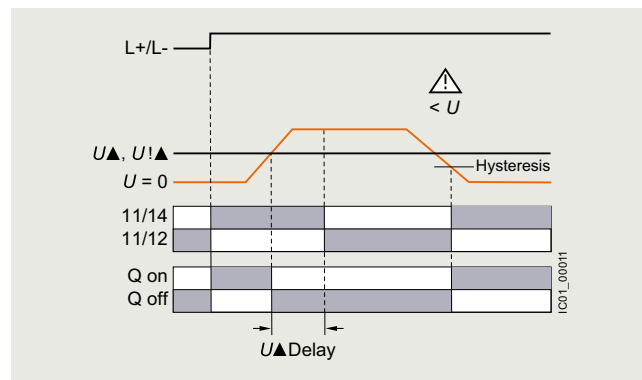 L+/L-
< U
U▲, U!▲
Hysteresis
U = 0
11/14
11/12
Q on
Q off
IC01_00011
U▲Delay